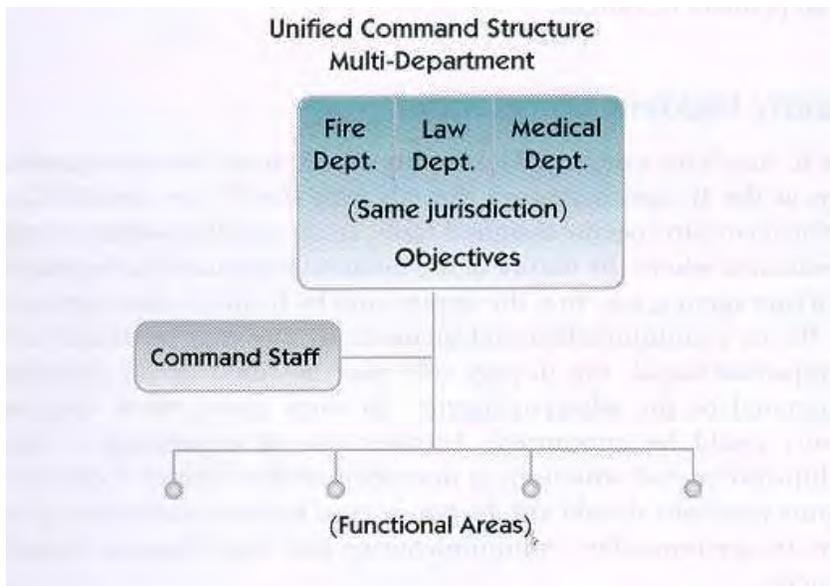 Unified Command Structure
Multi-Department
Fire Dept.
Law Dept.
Medical Dept.
(Same jurisdiction)
Objectives
Command Staff
(Functional Areas)